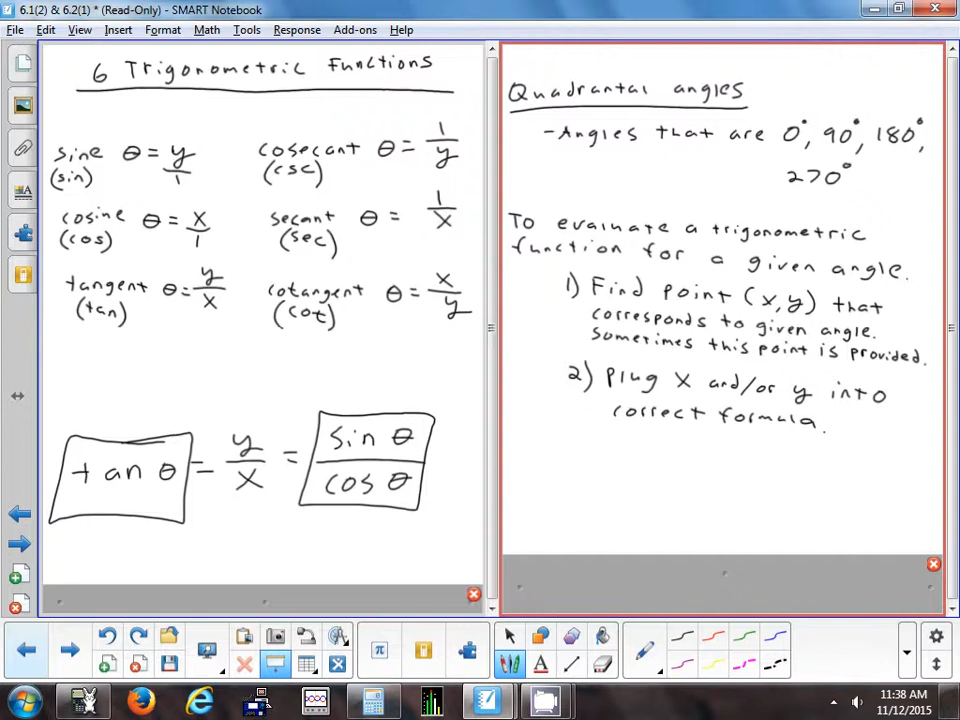 6.1(2) & 6.2(1) * (Read-Only) - SMART Notebook
File Edit View Insert Format Math Tools Response Add-ons Help
6 Trigonometric Functions
sine θ = y/1
(sin)
cosecant θ = 1/y
(csc)
cosine θ = x/1
(cos)
secant θ = 1/x
(sec)
tangent θ = y/x
(tan)
cotangent θ = x/y
(cot)
tan θ = y/x = sin θ/cos θ
Quadrantal angles
-Angles that are 0°, 90°, 180°,
270°
To evaluate a trigonometric
function for a given angle.
1) Find point (x,y) that
corresponds to given angle.
Sometimes this point is provided.
2) Plug x and/or y into
correct formula.
11:38 AM
11/12/2015